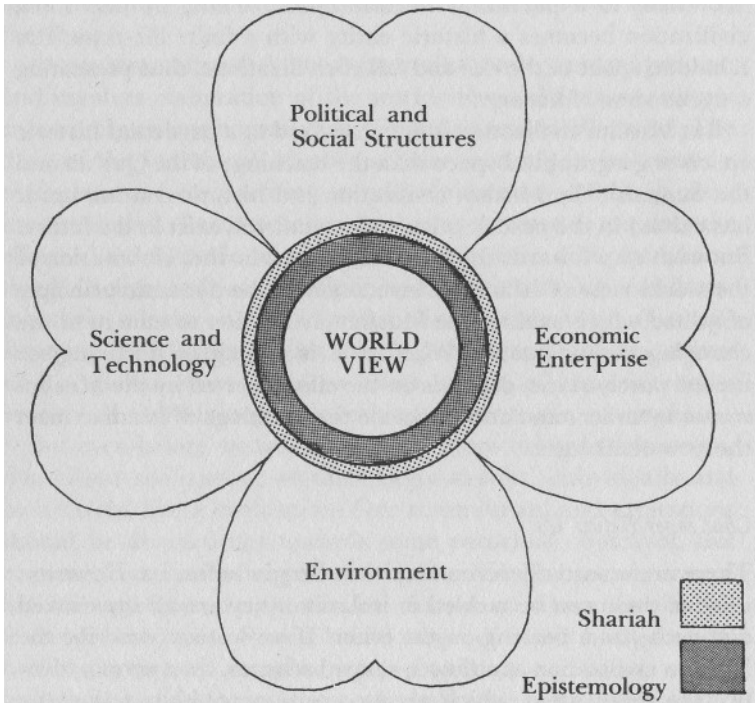 Political and
Social Structures
Science and
Technology
WORLD
VIEW
Economic
Enterprise
Environment
Shariah
Epistemology